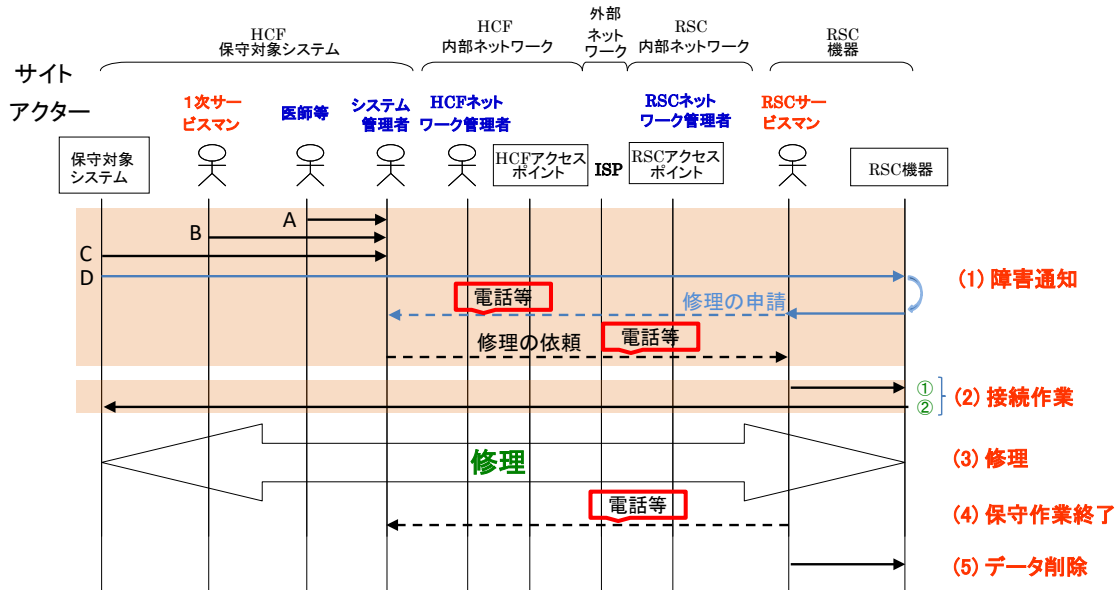 HCF
保守対象システム
HCF
内部ネットワーク
外部
ネット
ワーク
RSC
内部ネットワーク
RSC
機器
サイト
アクター
1次サー
ビスマン
医師等
システム
管理者
HCFネット
ワーク管理者
RSCネット
ワーク管理者
RSCサー
ビスマン
保守対象
システム
HCFアクセス
ポイント
ISP
RSCアクセス
ポイント
RSC機器
A
B
C
D
(1) 障害通知
電話等
修理の申請
修理の依頼
電話等
①
②
(2) 接続作業
修理
(3) 修理
電話等
(4) 保守作業終了
(5) データ削除